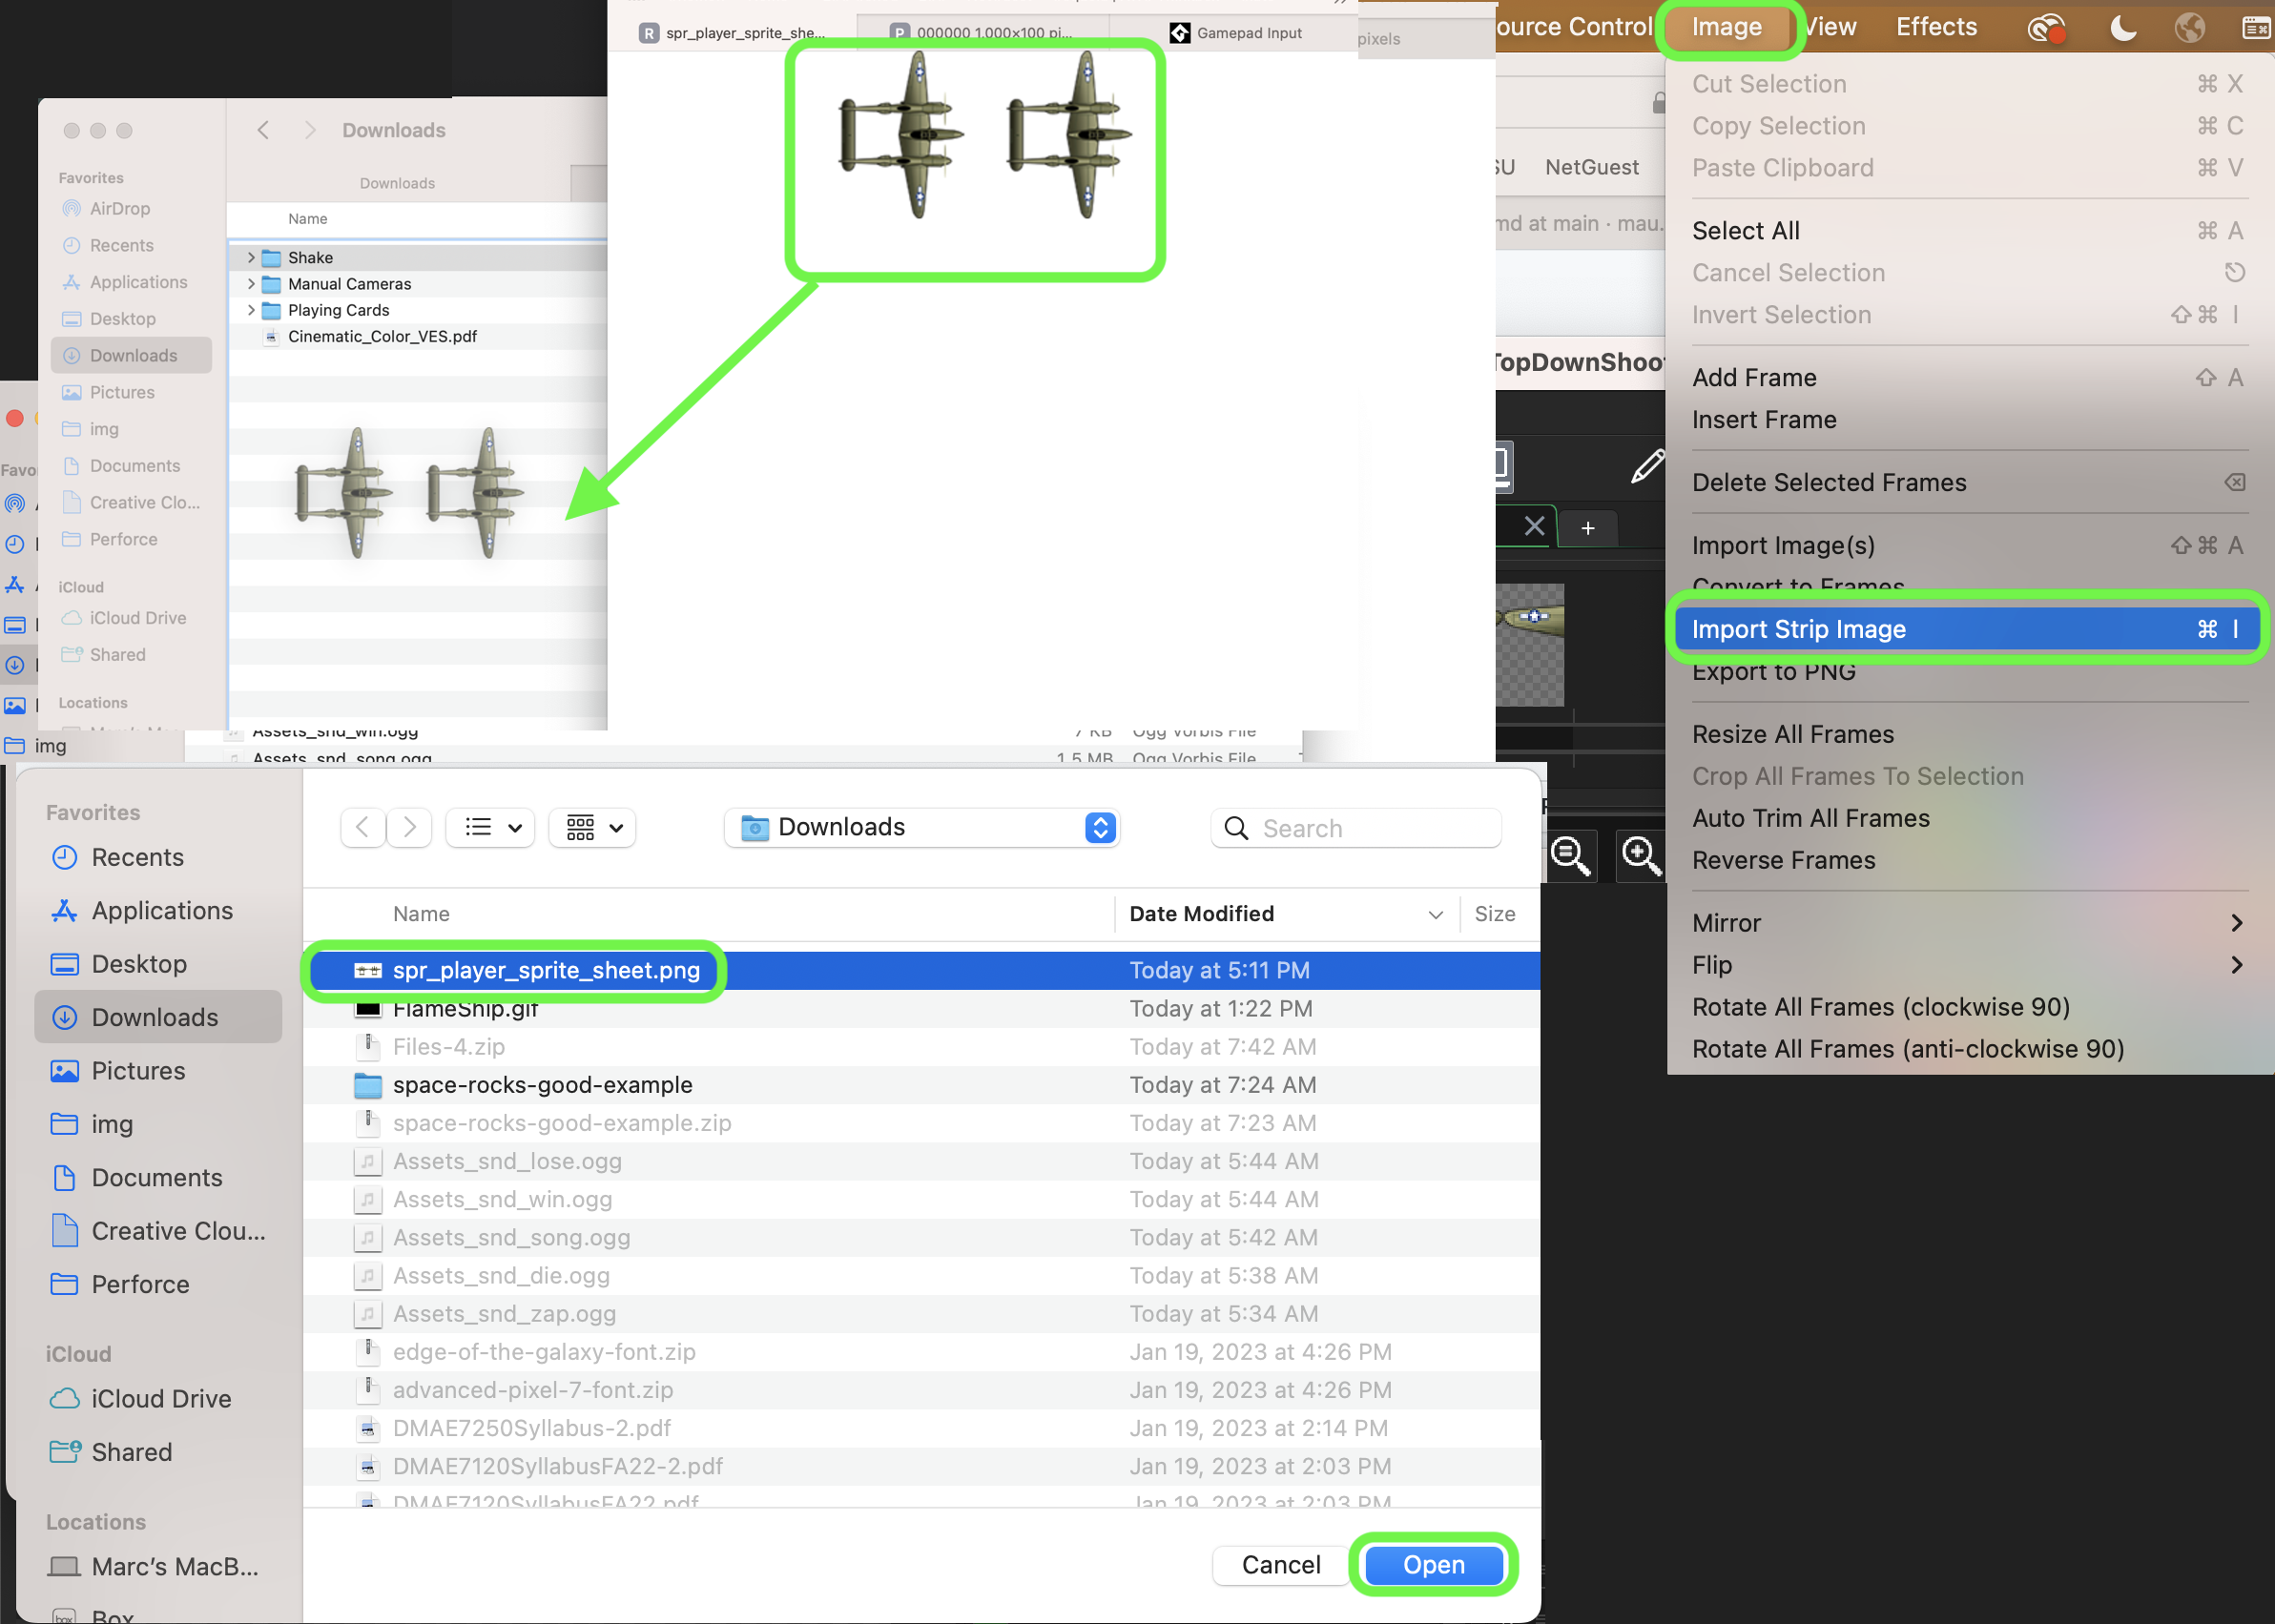 spr_player_sprite_she...
000000 1,000×100 pi...
Gamepad Input
pixels
Downloads
Downloads
Name
Favorites
AirDrop
Recents
Applications
Desktop
Downloads
Pictures
img
Documents
Creative Clo...
Perforce
iCloud
iCloud Drive
Shared
Locations
Shake
Manual Cameras
Playing Cards
Cinematic_Color_VES.pdf
Favo
img
Assets_snd_win.ogg
7 KB
Ogg Vorbis File
Assets_snd_song.ogg
1.5 MB
Ogg Vorbis File
ource Control
Image
View
Effects
SU
NetGuest
md at main · mau...
TopDownShoot
Cut Selection ⌘ X
Copy Selection ⌘ C
Paste Clipboard ⌘ V
Select All ⌘ A
Cancel Selection
Invert Selection ⇧ ⌘ I
Add Frame ⇧ A
Insert Frame
Delete Selected Frames
Import Image(s) ⇧ ⌘ A
Convert to Frames
Import Strip Image ⌘ I
Export to PNG
Resize All Frames
Crop All Frames To Selection
Auto Trim All Frames
Reverse Frames
Mirror
Flip
Rotate All Frames (clockwise 90)
Rotate All Frames (anti-clockwise 90)
Favorites
Recents
Applications
Desktop
Downloads
Pictures
img
Documents
Creative Clou...
Perforce
iCloud
iCloud Drive
Shared
Locations
Marc's MacB...
Box
Downloads
Search
Name
Date Modified
Size
spr_player_sprite_sheet.png Today at 5:11 PM
FlameShip.gif Today at 1:22 PM
Files-4.zip Today at 7:42 AM
space-rocks-good-example Today at 7:24 AM
space-rocks-good-example.zip Today at 7:23 AM
Assets_snd_lose.ogg Today at 5:44 AM
Assets_snd_win.ogg Today at 5:44 AM
Assets_snd_song.ogg Today at 5:42 AM
Assets_snd_die.ogg Today at 5:38 AM
Assets_snd_zap.ogg Today at 5:34 AM
edge-of-the-galaxy-font.zip Jan 19, 2023 at 4:26 PM
advanced-pixel-7-font.zip Jan 19, 2023 at 4:26 PM
DMAE7250Syllabus-2.pdf Jan 19, 2023 at 2:14 PM
DMAE7120SyllabusFA22-2.pdf Jan 19, 2023 at 2:03 PM
DMAE7120SyllabusFA22.pdf Jan 19, 2023 at 2:03 PM
Cancel
Open